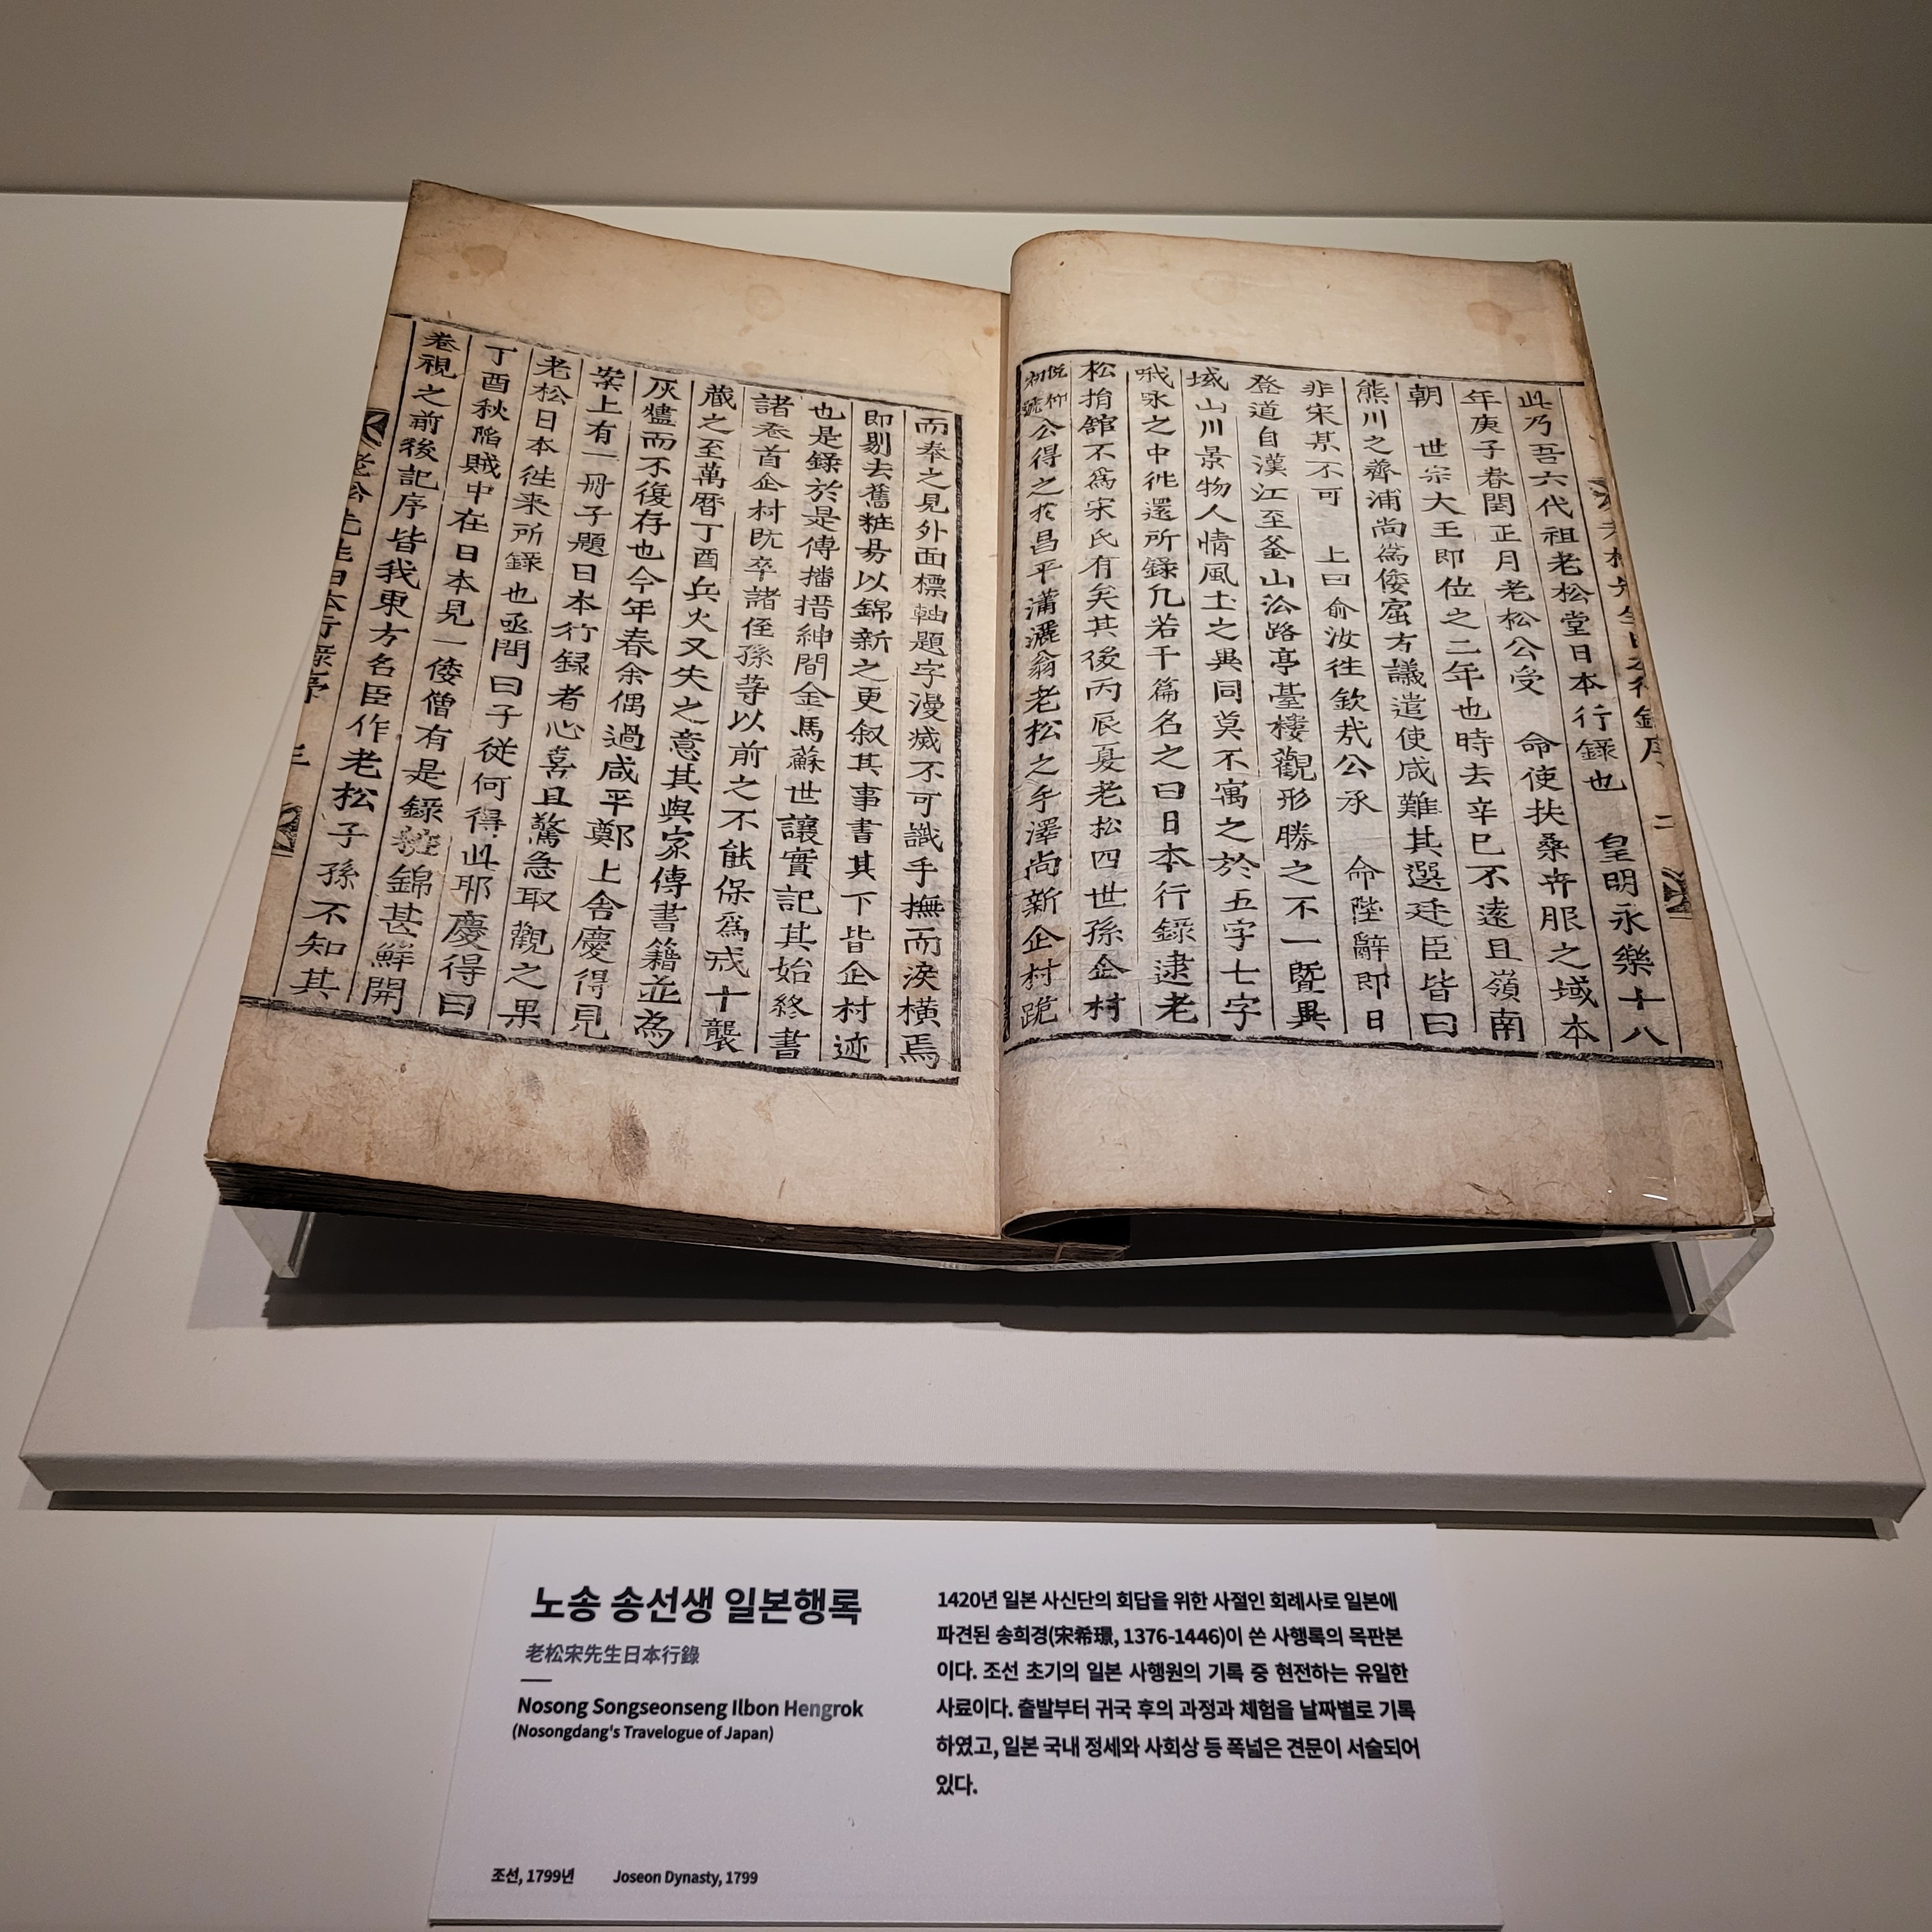 此乃吾六代祖老松堂日本行錄也 皇明永樂十八
年庚子春閏正月老松公受 命使扶桑卉服之域本
朝 世宗大王即位之二年也時去辛巳不遠且嶺南
熊川之薺浦尚爲倭窟方議遣使咸難其選廷臣皆曰
非宋某不可 上曰俞汝徃欽㢤公承 命陛辭即日
登道自漢江至釜山沿路亭臺樓觀形勝之不一曁異
域山川景物人情風土之異同莫不寓之於五字七字
哦咏之中徃還所錄凢若干篇名之曰日本行錄逮老
松捐館不爲宋氏有矣其後丙辰夏老松四世孫企村
公得之於昌平瀟灑翁老松之手澤尚新企村跪
而奉之見外面標軸題字漫滅不可識手撫而淚橫焉
即剔去舊粧易以錦新之更叙其事書其下皆企村迹
也是錄於是傳播搢紳間金馬蘇世讓實記其始終書
諸卷首企村既卒諸侄孫等以前之不能保爲戒十襲
藏之至萬曆丁酉兵火又失之意其與家傳書籍並為
灰燼而不復存也今年春余偶過咸平鄭上舍慶得見
案上有一冊子題日本行録者心喜且驚急取觀之果
老松日本徃来所錄也亟問曰子從何得此耶慶得曰
丁酉秋陷賊中在日本見一倭僧有是錄粧錦甚鮮開
卷視之前後記序皆我東方名臣作老松子孫不知其
노송 송선생 일본행록
老松宋先生日本行錄
Nosong Songseonseng Ilbon Hengrok
(Nosongdang's Travelogue of Japan)
조선, 1799년 Joseon Dynasty, 1799
1420년 일본 사신단의 회답을 위한 사절인 회례사로 일본에
파견된 송희경(宋希璟, 1376-1446)이 쓴 사행록의 목판본
이다. 조선 초기의 일본 사행원의 기록 중 현전하는 유일한
사료이다. 출발부터 귀국 후의 과정과 체험을 날짜별로 기록
하였고, 일본 국내 정세와 사회상 등 폭넓은 견문이 서술되어
있다.